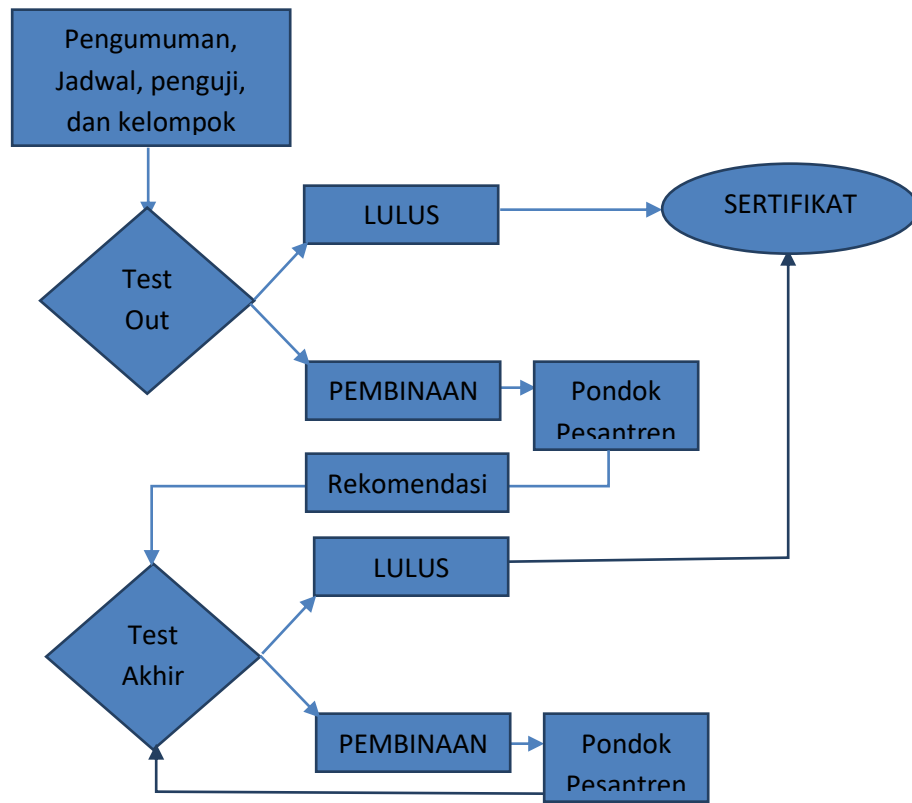 Pengumuman,
Jadwal, penguji,
dan kelompok
LULUS
SERTIFIKAT
Test
Out
PEMBINAAN
Pondok
Pesantren
Rekomendasi
LULUS
Test
Akhir
PEMBINAAN
Pondok
Pesantren